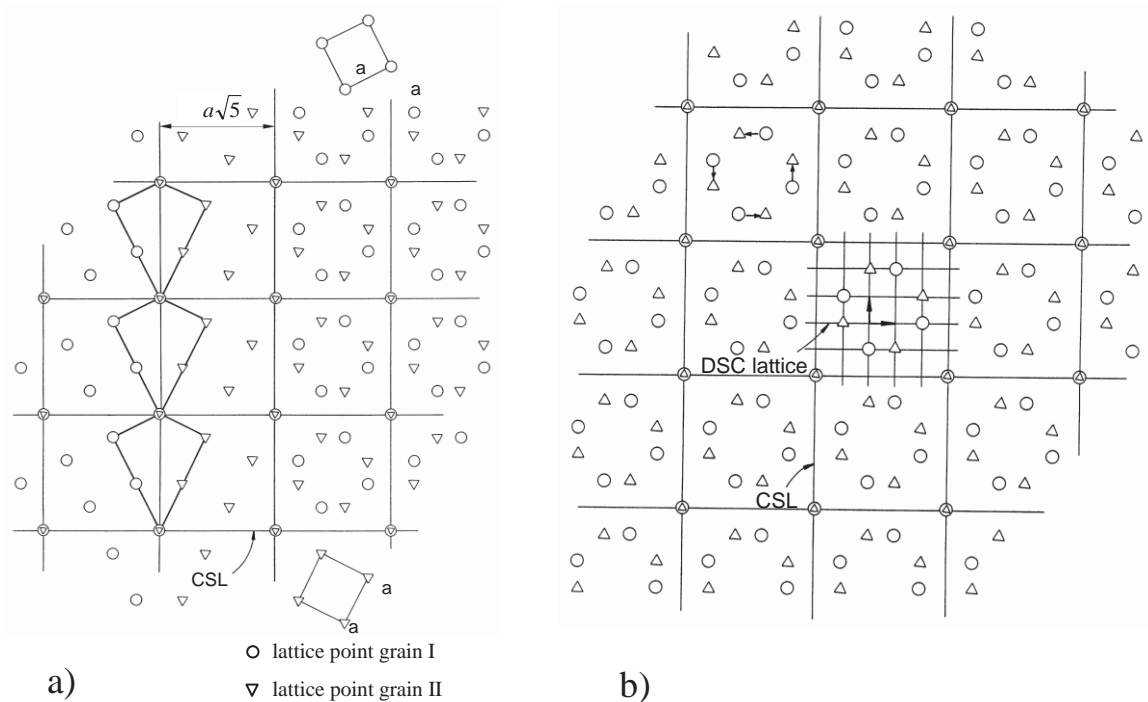 a
a
a√5
CSL
a
a
○ lattice point grain I
▽ lattice point grain II
a)
DSC lattice
CSL
b)